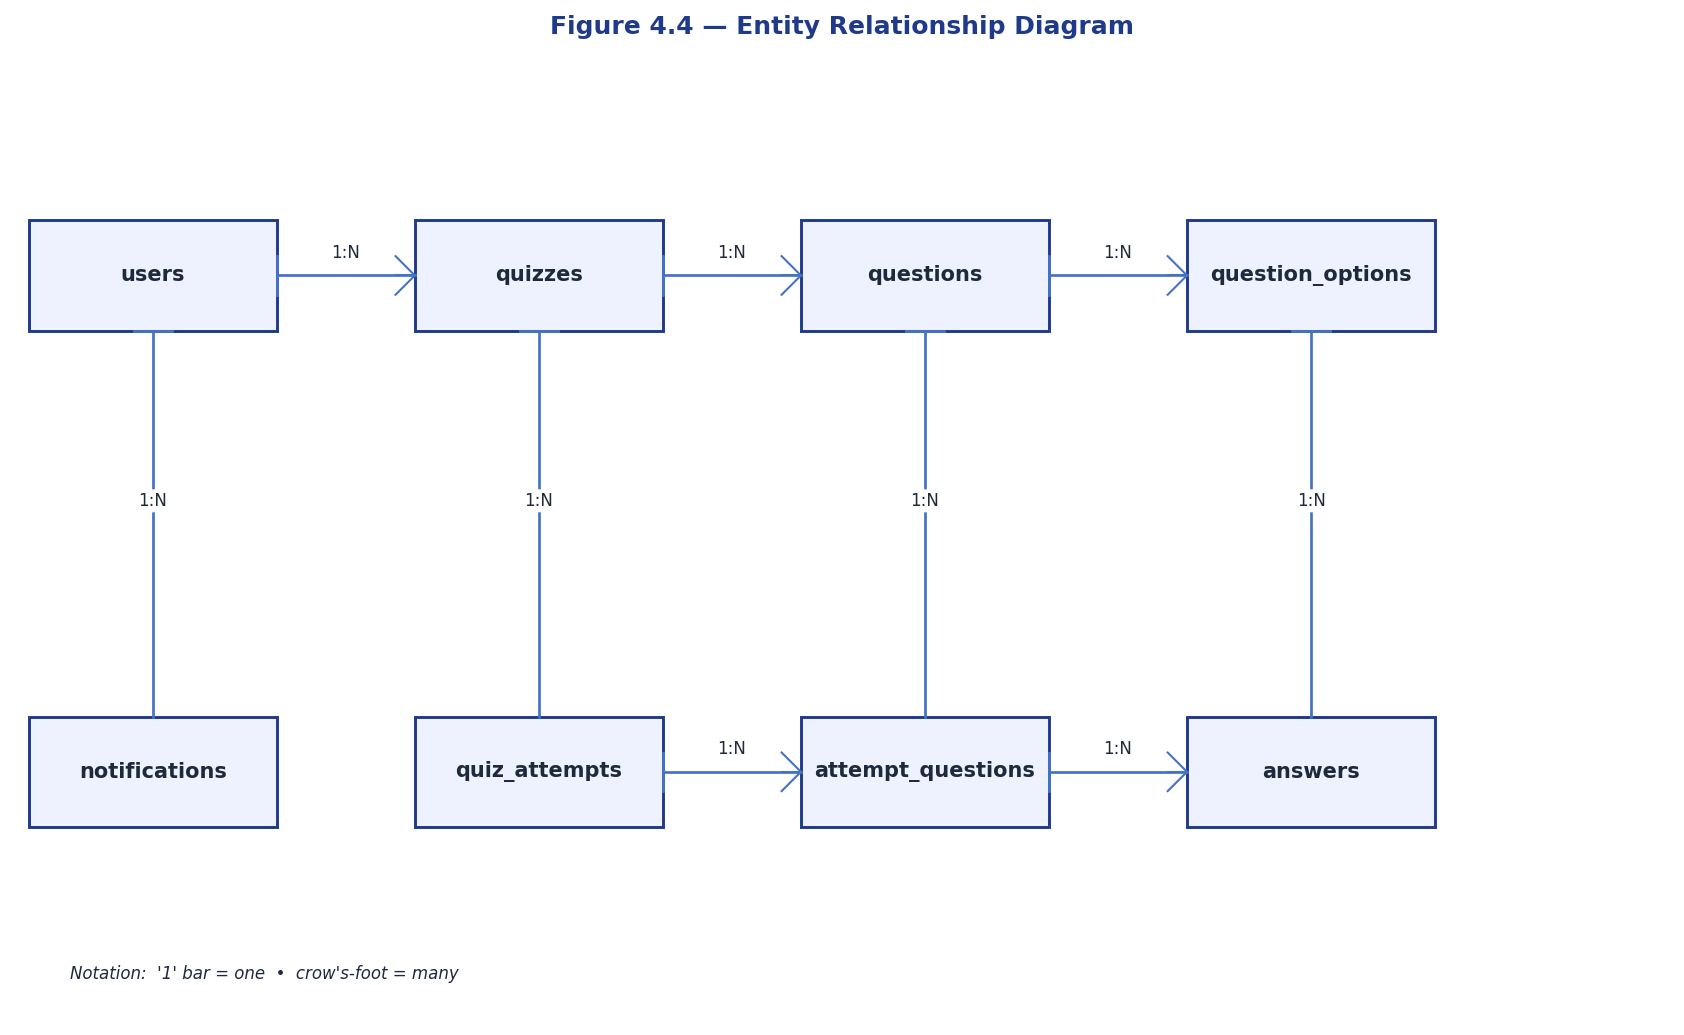 Figure 4.4 — Entity Relationship Diagram
users
1:N
quizzes
1:N
questions
1:N
question_options
1:N
1:N
1:N
1:N
notifications
quiz_attempts
1:N
attempt_questions
1:N
answers
Notation:  '1' bar = one  •  crow's-foot = many